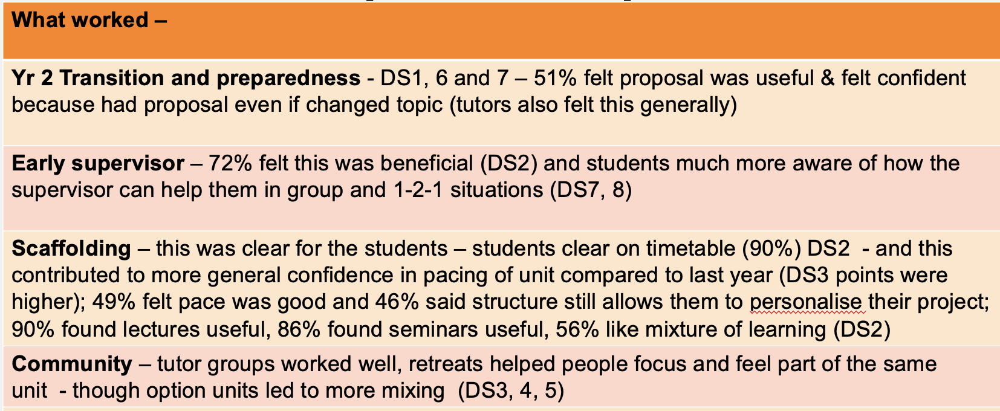 What worked –
Yr 2 Transition and preparedness - DS1, 6 and 7 – 51% felt proposal was useful & felt confident
because had proposal even if changed topic (tutors also felt this generally)
Early supervisor – 72% felt this was beneficial (DS2) and students much more aware of how the
supervisor can help them in group and 1-2-1 situations (DS7, 8)
Scaffolding – this was clear for the students – students clear on timetable (90%) DS2  - and this
contributed to more general confidence in pacing of unit compared to last year (DS3 points were
higher); 49% felt pace was good and 46% said structure still allows them to personalise their project;
90% found lectures useful, 86% found seminars useful, 56% like mixture of learning (DS2)
Community – tutor groups worked well, retreats helped people focus and feel part of the same
unit  - though option units led to more mixing  (DS3, 4, 5)